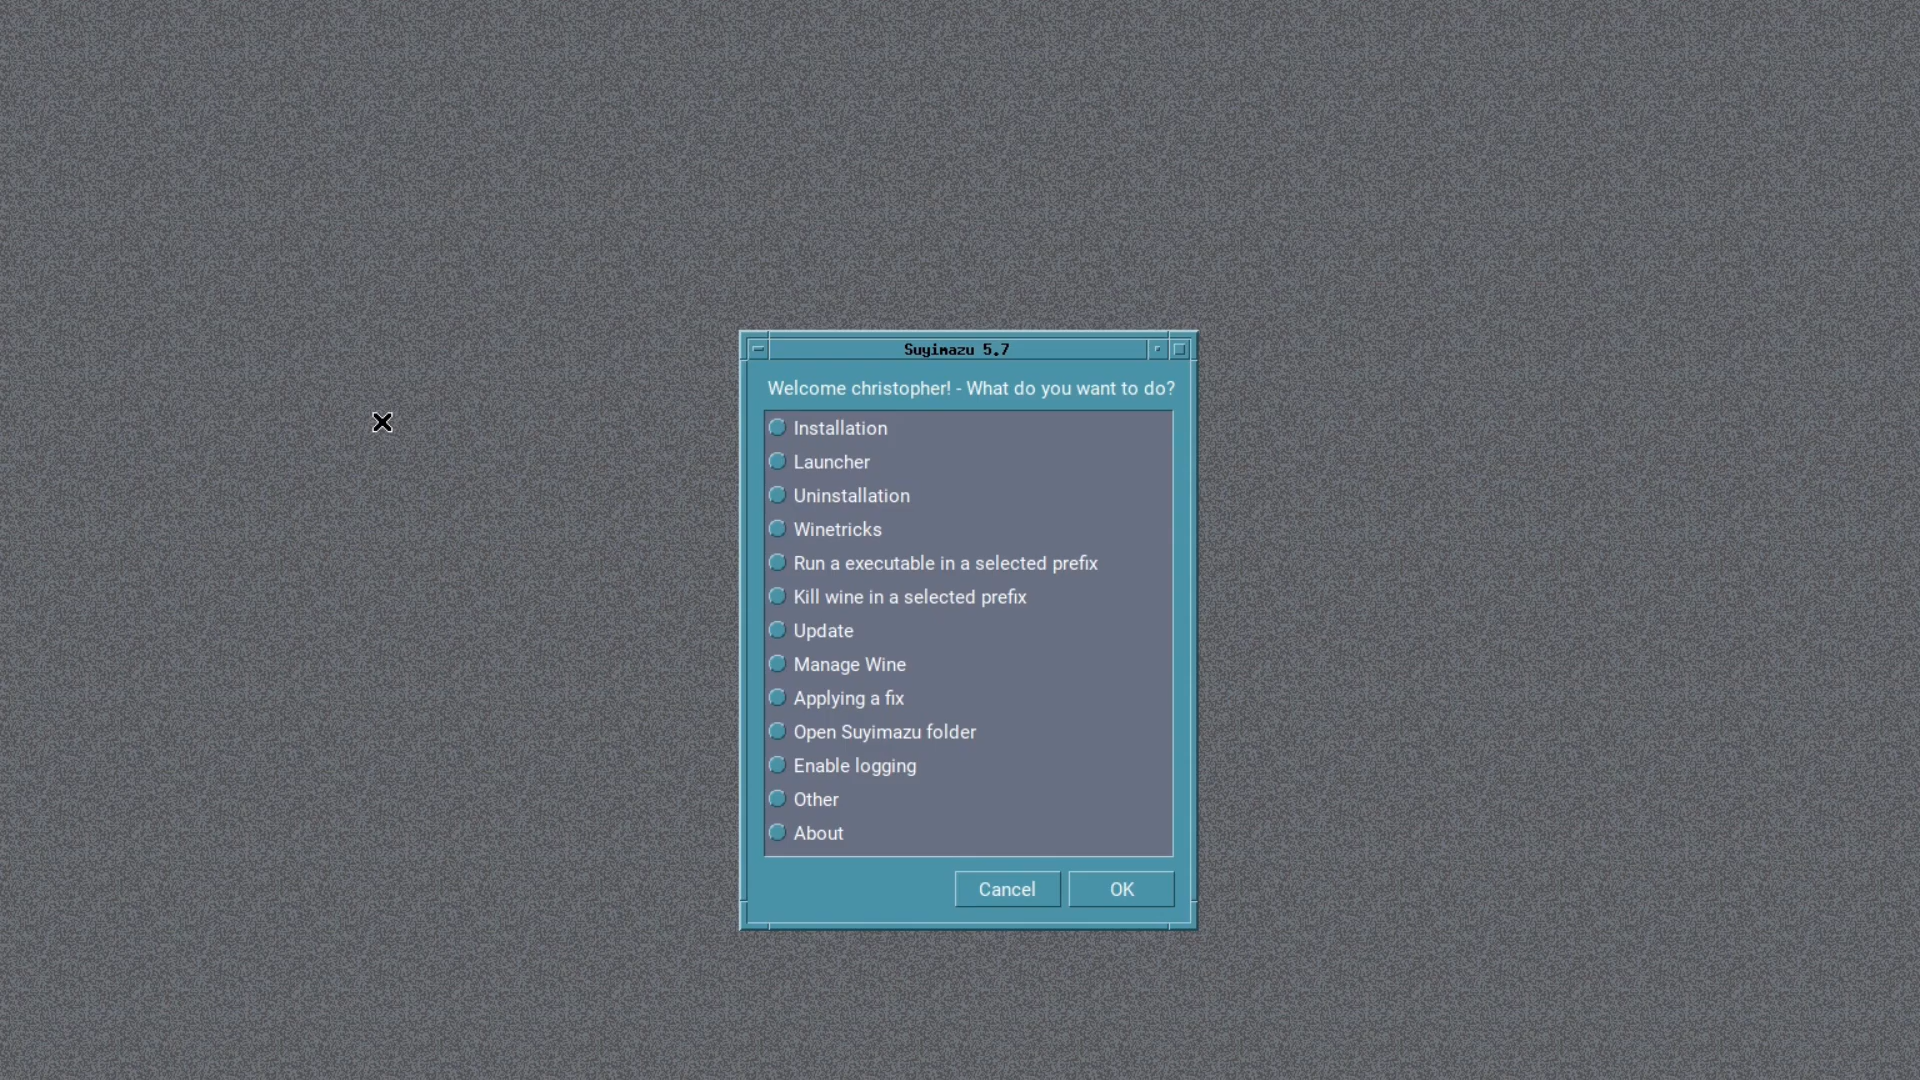 Suyimazu 5.7
Welcome christopher! - What do you want to do?
Installation
Launcher
Uninstallation
Winetricks
Run a executable in a selected prefix
Kill wine in a selected prefix
Update
Manage Wine
Applying a fix
Open Suyimazu folder
Enable logging
Other
About
Cancel OK